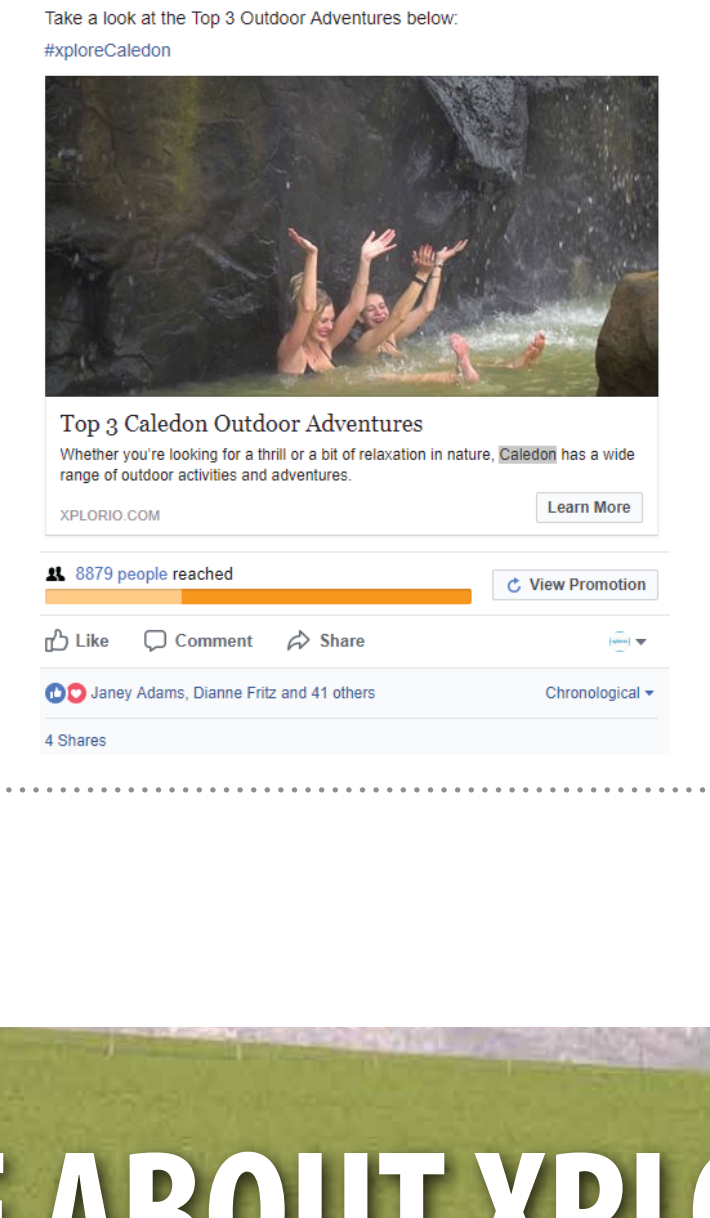 Take a look at the Top 3 Outdoor Adventures below:
#xploreCaledon
Top 3 Caledon Outdoor Adventures
Whether you're looking for a thrill or a bit of relaxation in nature, Caledon has a wide
range of outdoor activities and adventures.
XPLORIO.COM
Learn More
8879 people reached
View Promotion
Like
Comment
Share
Janey Adams, Dianne Fritz and 41 others
Chronological
4 Shares
ABOUT